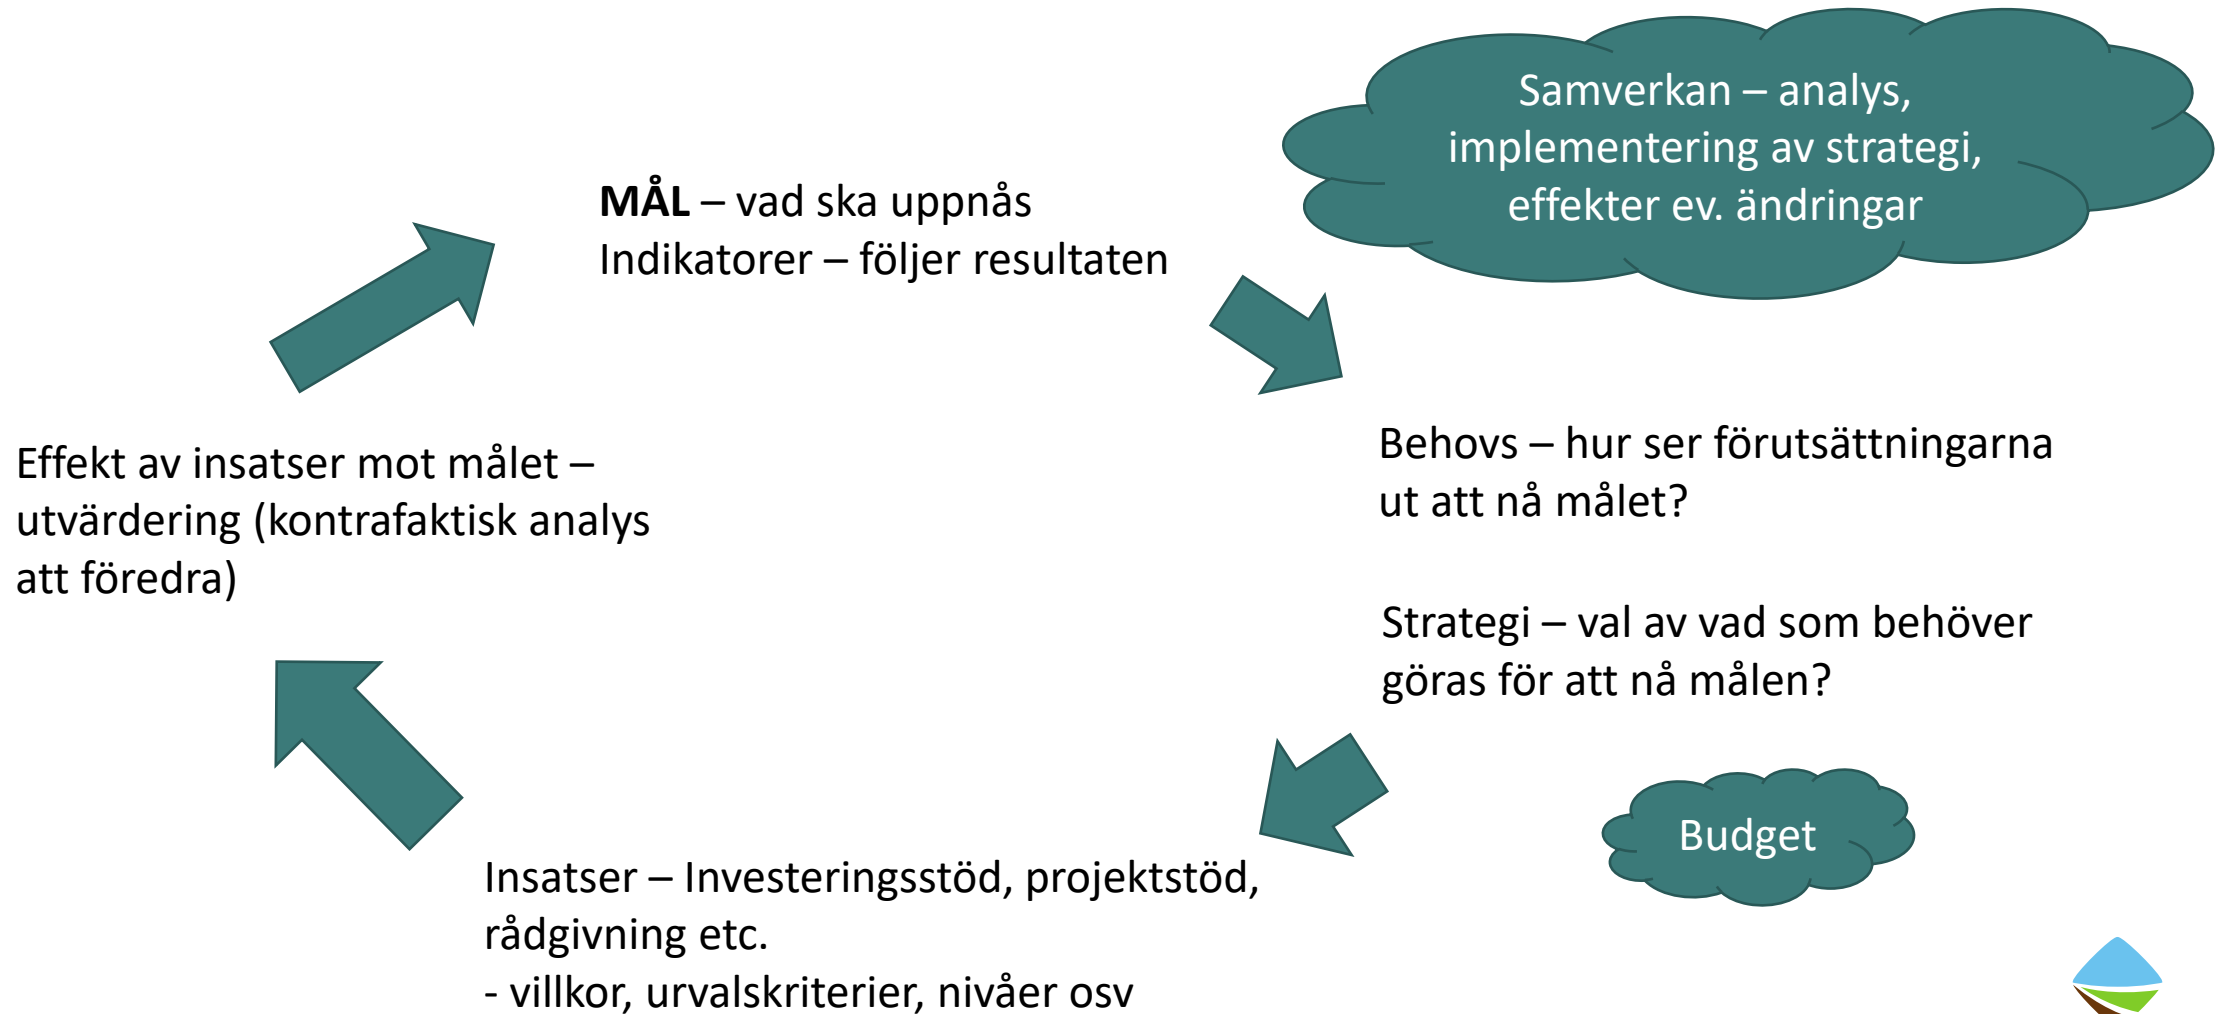 Samverkan – analys,
implementering av strategi,
effekter ev. ändringar
MÅL – vad ska uppnås
Indikatorer – följer resultaten
Behovs – hur ser förutsättningarna
ut att nå målet?
Strategi – val av vad som behöver
göras för att nå målen?
Budget
Insatser – Investeringsstöd, projektstöd,
rådgivning etc.
- villkor, urvalskriterier, nivåer osv
Effekt av insatser mot målet –
utvärdering (kontrafaktisk analys
att föredra)